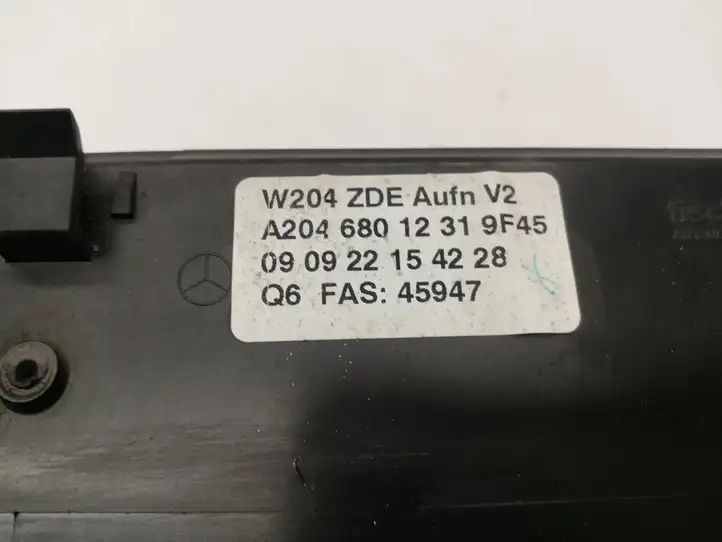 W204 ZDE Aufn V2
A204 680 12 31 9F45
09 09 22 15 42 28
Q6 FAS: 45947